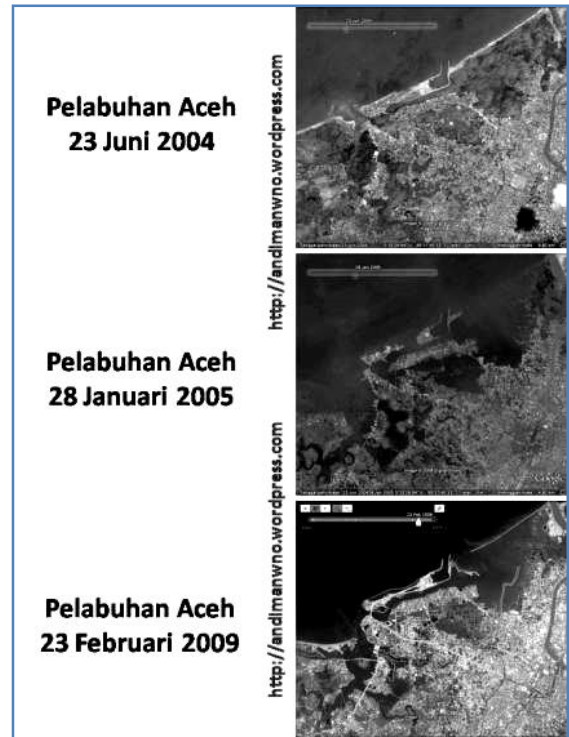 Pelabuhan Aceh
23 Juni 2004
http://andimanwno.wordpress.com
Pelabuhan Aceh
28 Januari 2005
http://andimanwno.wordpress.com
Pelabuhan Aceh
23 Februari 2009